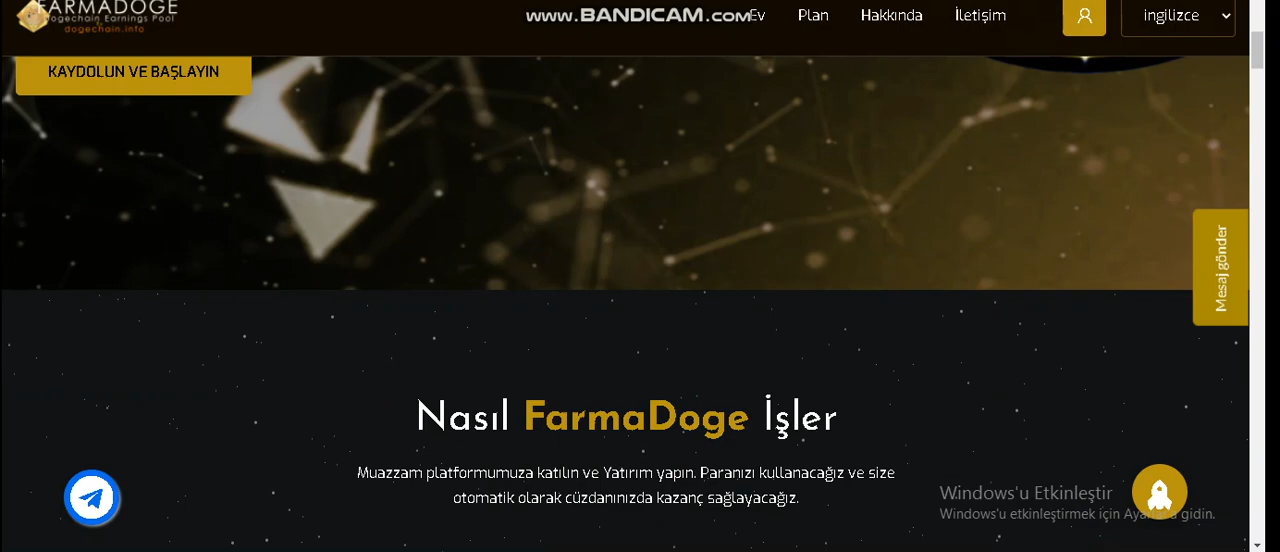 FARMADOGE
Dogechain Earnings Pool
dogechain.info
www.BANDICAM.com
Ev
Plan
Hakkında
İletişim
ingilizce
KAYDOLUN VE BAŞLAYIN
Mesaj gönder
Nasıl FarmaDoge İşler
Muazzam platformumuza katılın ve Yatırım yapın. Paranızı kullanacağız ve size
otomatik olarak cüzdanınızda kazanç sağlayacağız.
Windows'u Etkinleştir
Windows'u etkinleştirmek için gidin.